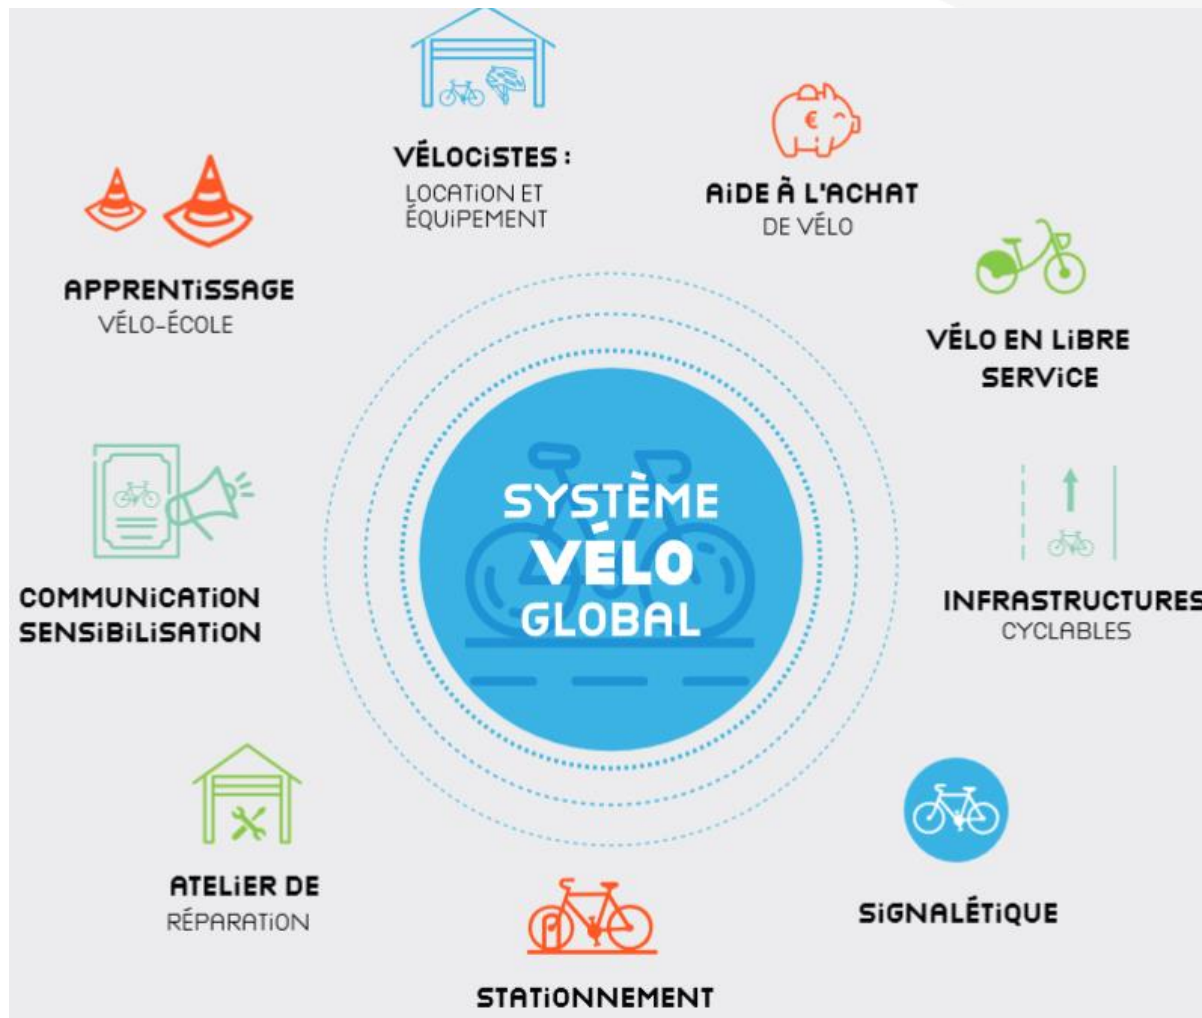 VÉLOCiSTES :
LOCATiON ET
ÉQUiPEMENT
€
AiDE À L'ACHAT
DE VÉLO
APPRENTiSSAGE
VÉLO-ÉCOLE
VÉLO EN LiBRE
SERViCE
SYSTÈME
VÉLO
GLOBAL
COMMUNiCATiON
SENSiBiLiSATiON
INFRASTRUCTURES
CYCLABLES
ATELiER DE
RÉPARATiON
SiGNALÉTiQUE
STATiONNEMENT